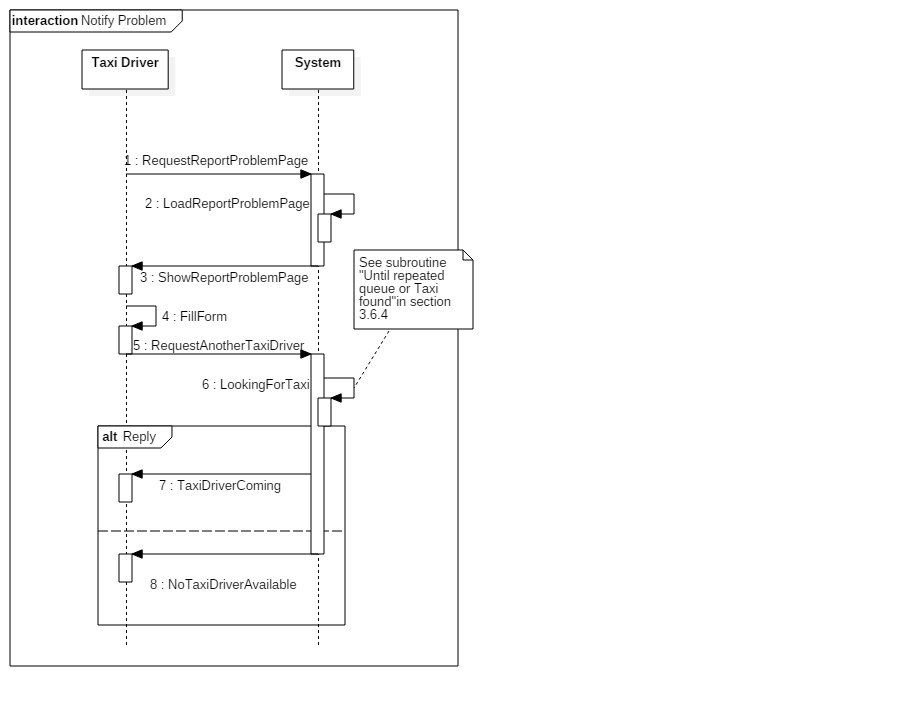 interaction Notify Problem
Taxi Driver
System
1 : RequestReportProblemPage
2 : LoadReportProblemPage
See subroutine
"Until repeated
queue or Taxi
found"in section
3.6.4
3 : ShowReportProblemPage
4 : FillForm
5 : RequestAnotherTaxiDriver
6 : LookingForTaxi
alt Reply
7 : TaxiDriverComing
8 : NoTaxiDriverAvailable